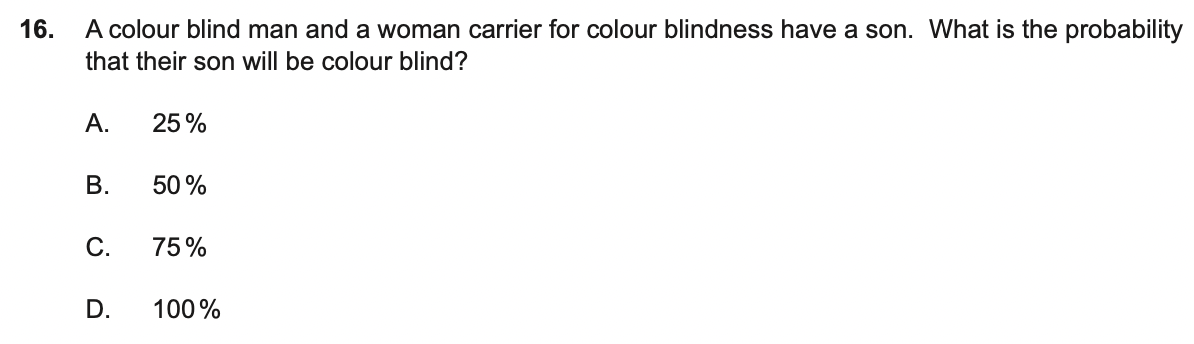 16. A colour blind man and a woman carrier for colour blindness have a son. What is the probability
that their son will be colour blind?
A. 25 %
B. 50 %
C. 75 %
D. 100 %